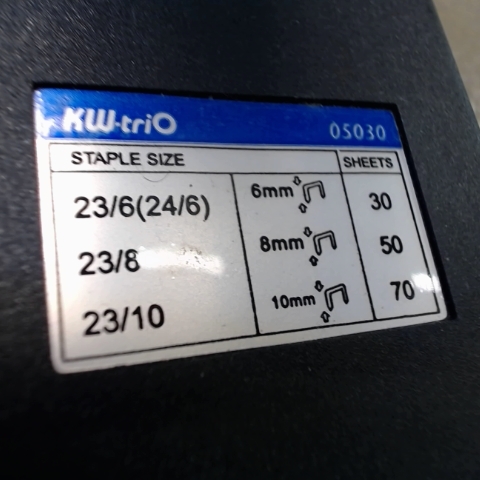 KW-triO 05030
STAPLE SIZE SHEETS
23/6(24/6) 6mm 30
23/8 8mm 50
23/10 10mm 70